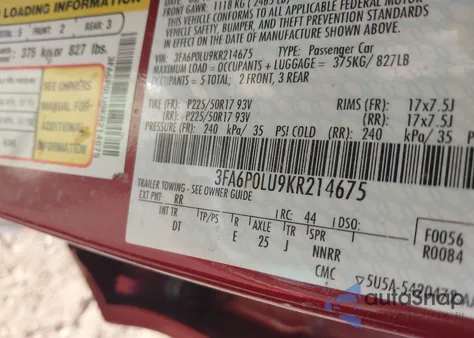 LOADING INFORMATION
5 FRONT: 2 REAR: 3
375 kg or 827 lbs.
SEE OWNERS
MANUAL FOR
ADDITIONAL
INFORMATION
FRONT GAWR: 1118 KG (2465 LB)
THIS VEHICLE CONFORMS TO ALL APPLICABLE FEDERAL MOTOR
SAFETY, BUMPER, AND THEFT PREVENTION STANDARDS
IN EFFECT ON THE DATE OF MANUFACTURE SHOWN ABOVE.
VIN: 3FA6P0LU9KR214675 TYPE: Passenger Car
MAXIMUM LOAD = OCCUPANTS + LUGGAGE = 375KG/ 827LB
OCCUPANTS = 5 TOTAL; 2 FRONT, 3 REAR
TIRE (FR): P225/50R17 93V RIMS (FR): 17x7.5J
(RR): P225/50R17 93V (RR): 17x7.5J
PRESSURE (FR): 240 kPa/ 35 PSI COLD (RR): 240 kPa/ 35
3FA6P0LU9KR214675
TRAILER TOWING - SEE OWNER GUIDE
EXT PNT: RR RC: 44 DSO: F0056
INT TR TP/PS R AXLE TR SPR R0084
DT E 25 J NNRR
CMC ▽5U5A-5420472
autoSnap